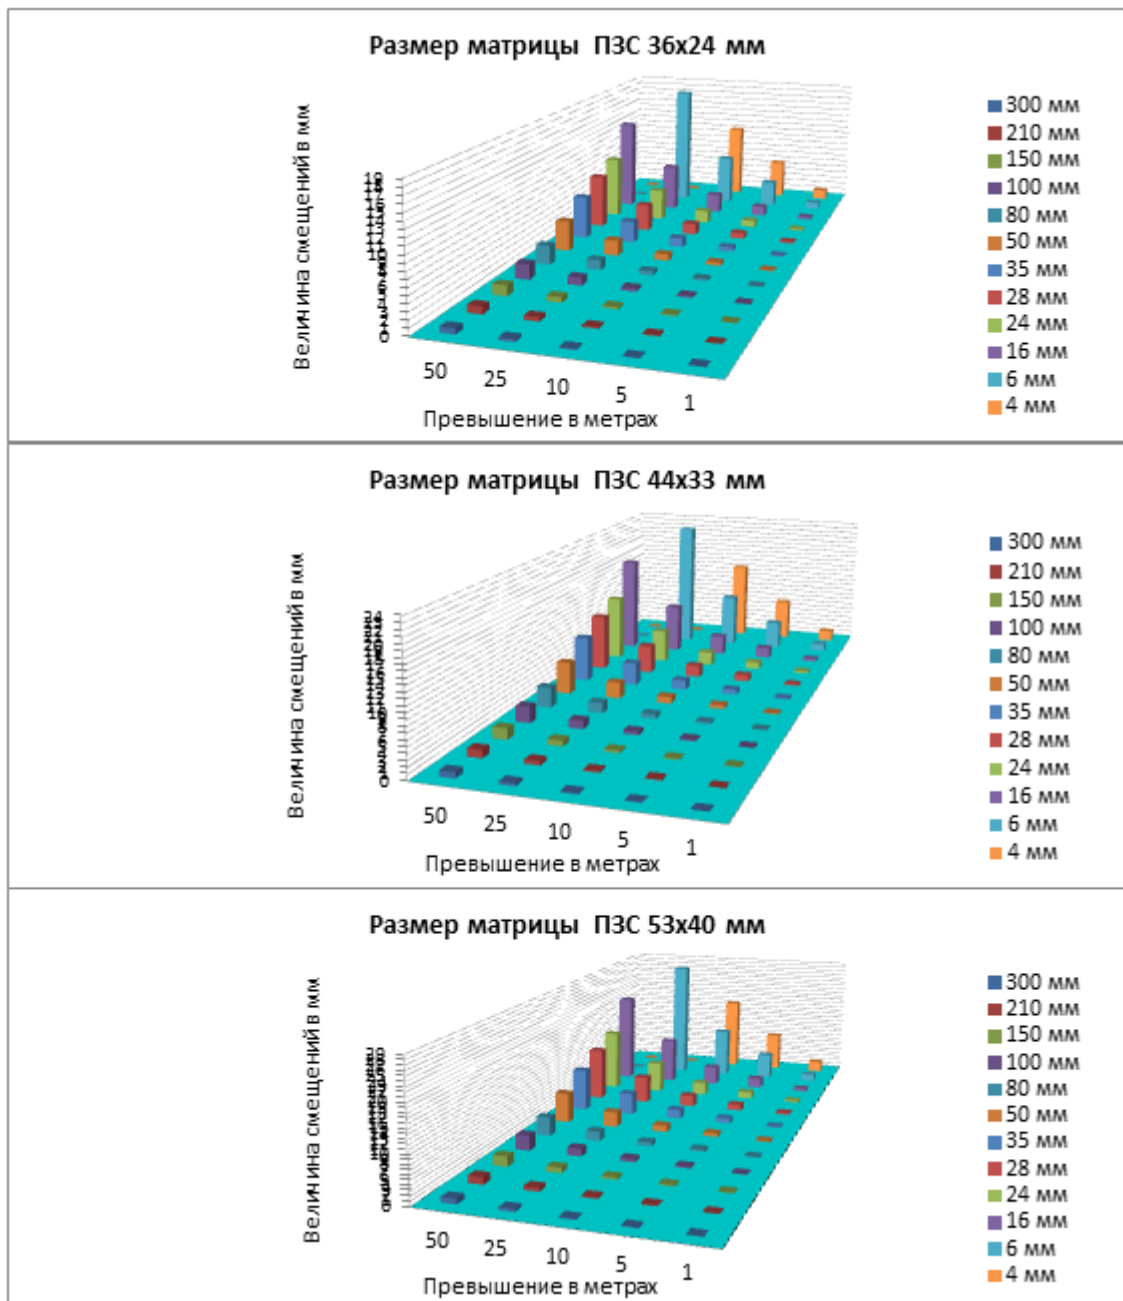 Размер матрицы ПЗС 36х24 мм
Величина смещений в мм
0
50
25
10
5
1
Превышение в метрах
300 мм
210 мм
150 мм
100 мм
80 мм
50 мм
35 мм
28 мм
24 мм
16 мм
6 мм
4 мм
Размер матрицы ПЗС 44х33 мм
Величина смещений в мм
0
50
25
10
5
1
Превышение в метрах
300 мм
210 мм
150 мм
100 мм
80 мм
50 мм
35 мм
28 мм
24 мм
16 мм
6 мм
4 мм
Размер матрицы ПЗС 53х40 мм
Величина смещений в мм
0
50
25
10
5
1
Превышение в метрах
300 мм
210 мм
150 мм
100 мм
80 мм
50 мм
35 мм
28 мм
24 мм
16 мм
6 мм
4 мм